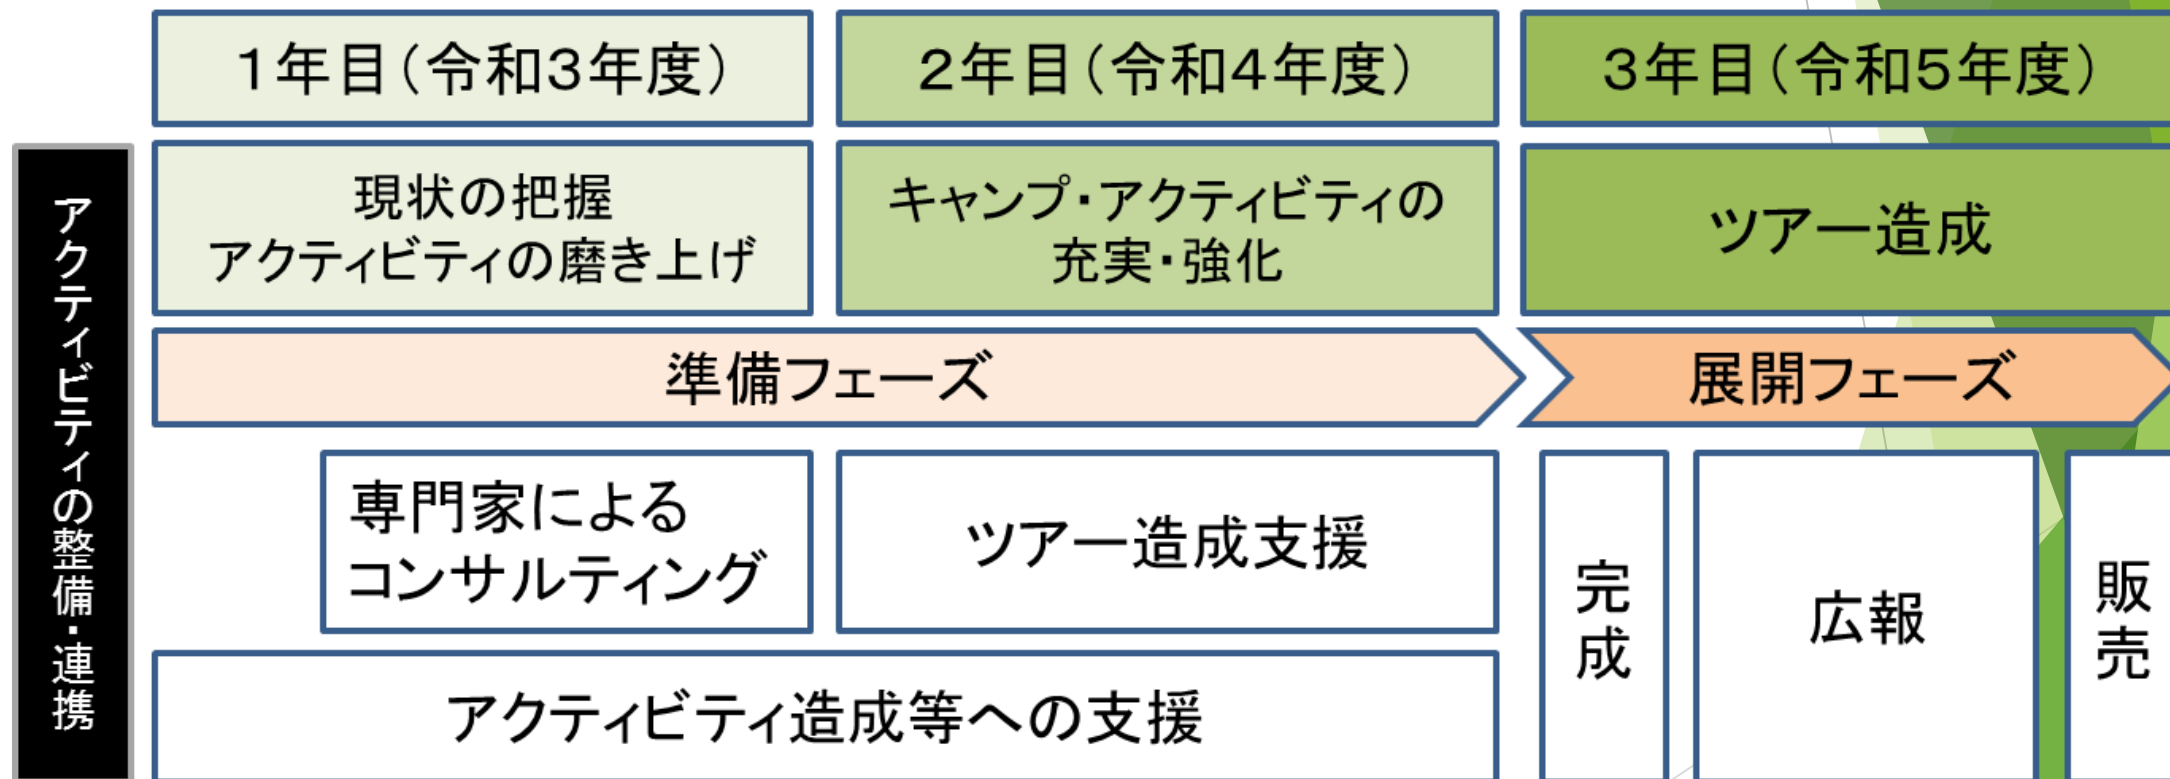 1年目(令和3年度)
2年目(令和4年度)
3年目(令和5年度)
アクティビティの整備・連携
現状の把握
アクティビティの磨き上げ
キャンプ・アクティビティの
充実・強化
ツアー造成
準備フェーズ
展開フェーズ
専門家による
コンサルティング
ツアー造成支援
完成
広報
販売
アクティビティ造成等への支援